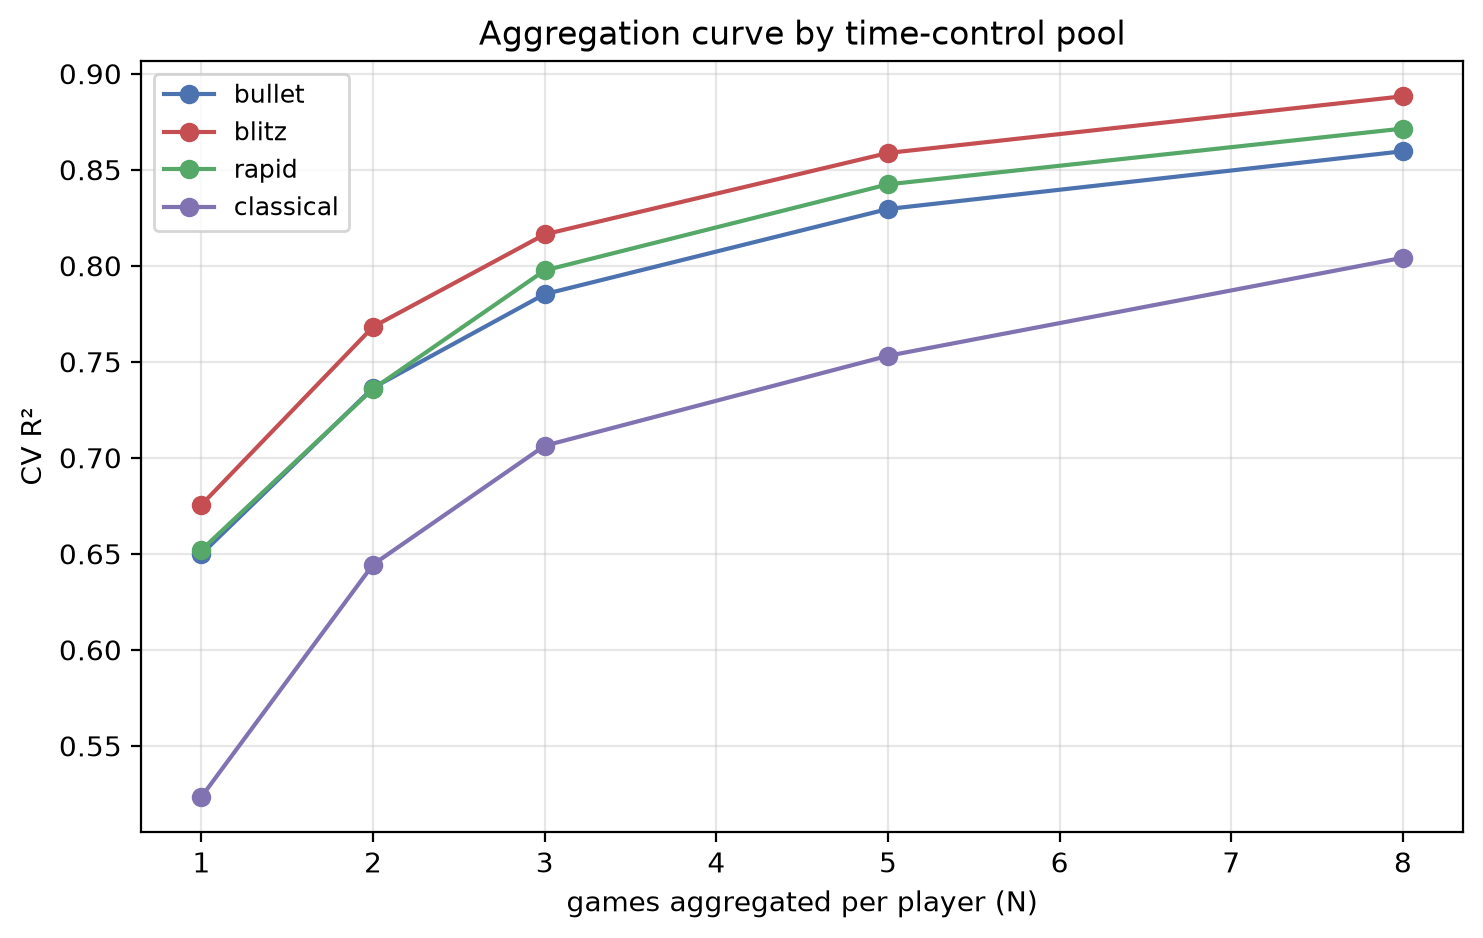 Aggregation curve by time-control pool
bullet
blitz
rapid
classical
0.90
0.85
0.80
0.75
0.70
0.65
0.60
0.55
CV R²
1 2 3 4 5 6 7 8
games aggregated per player (N)